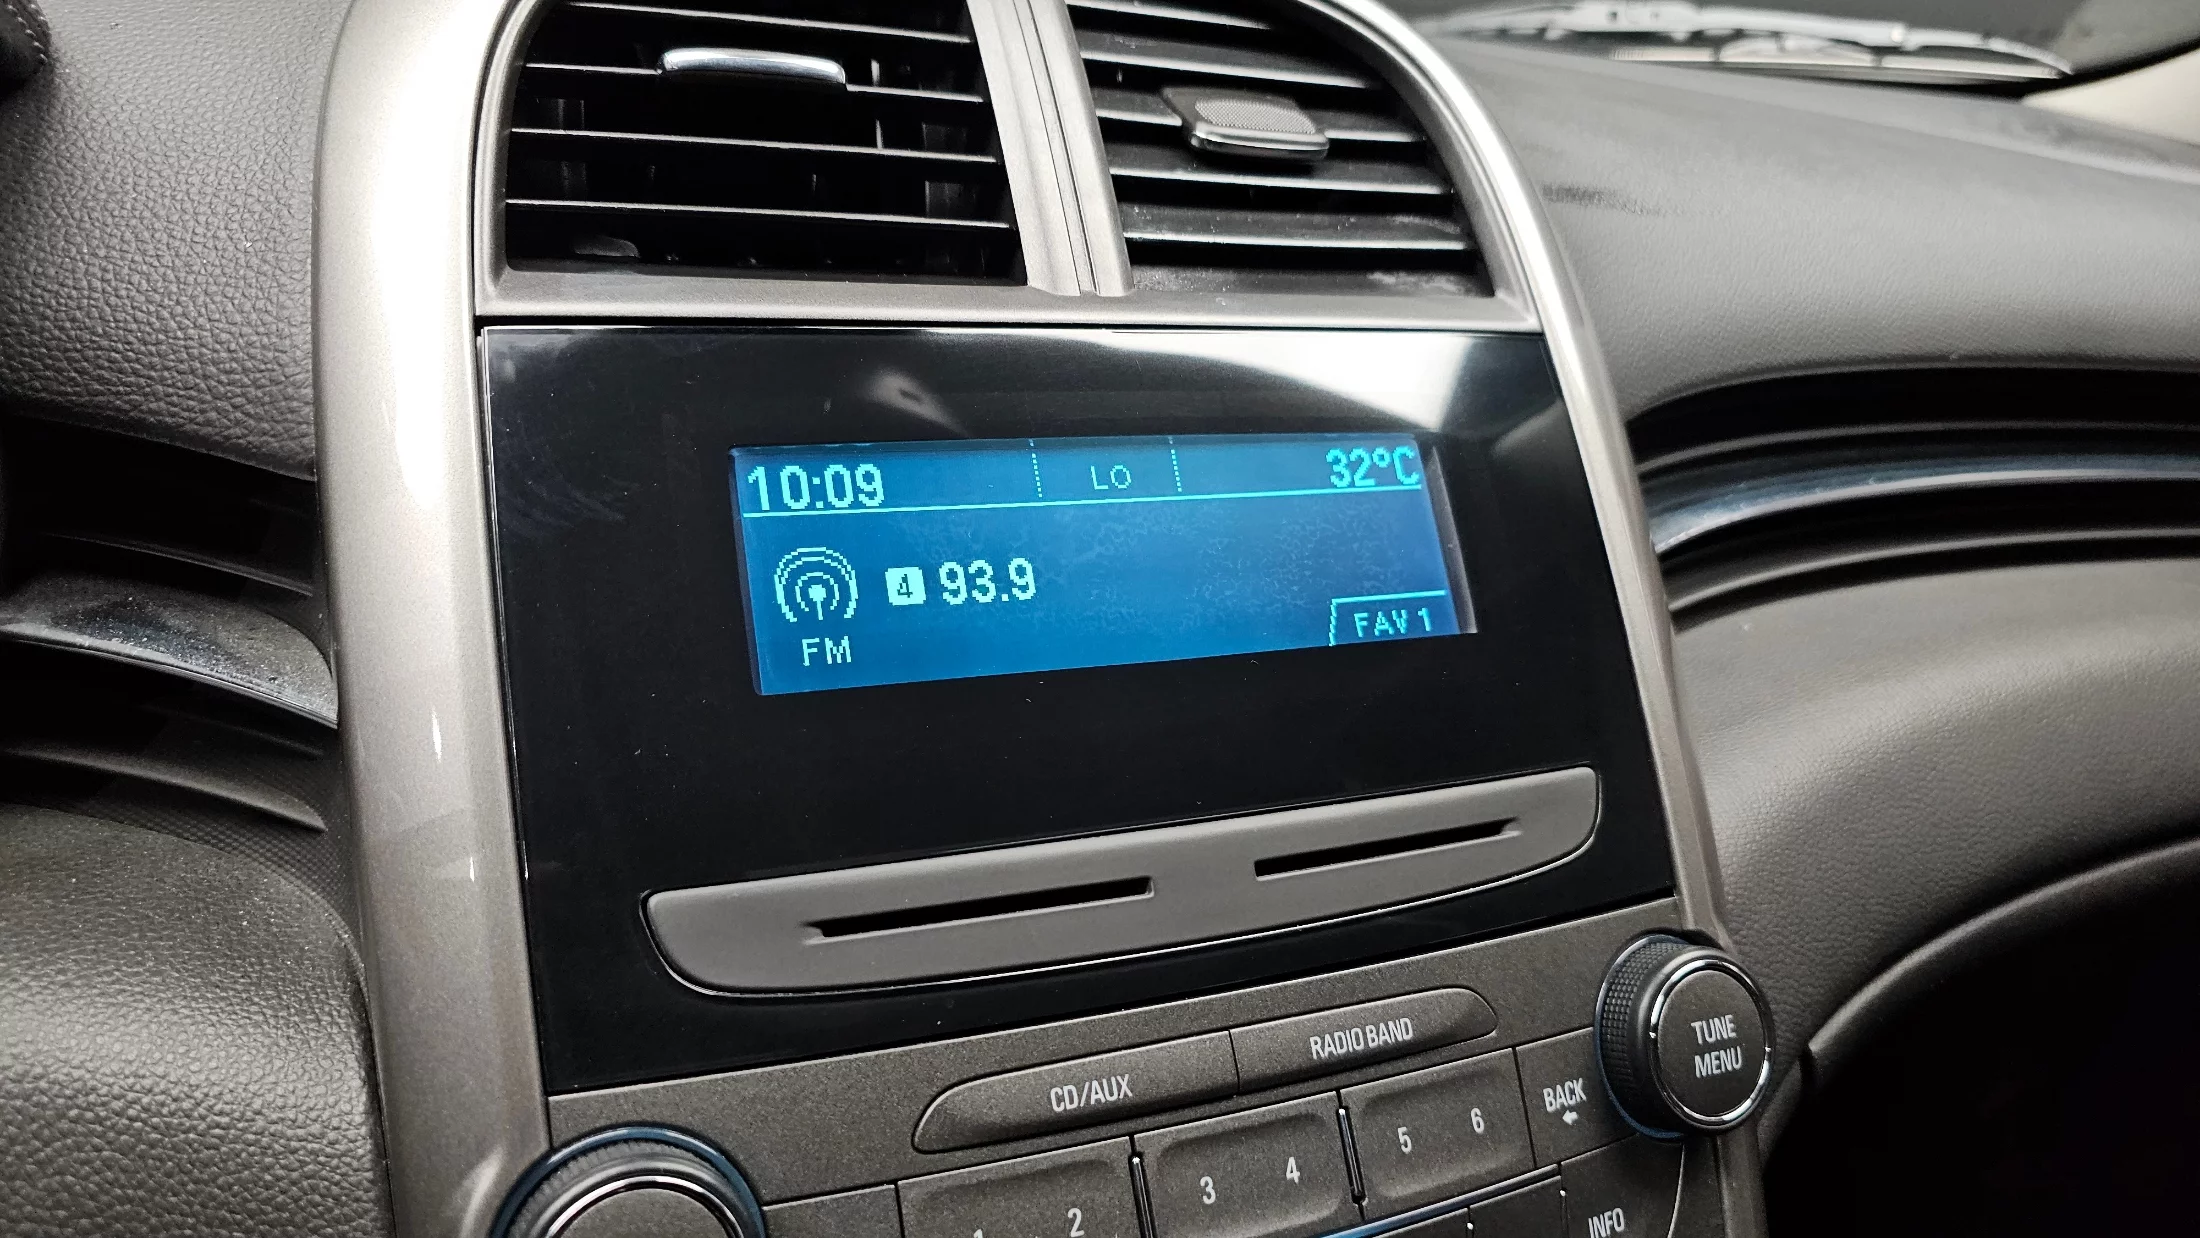 10:09 LO 32°C
4 93.9
FM FAV 1
CD/AUX RADIO BAND
TUNE
MENU
BACK
1 2 3 4 5 6
INFO